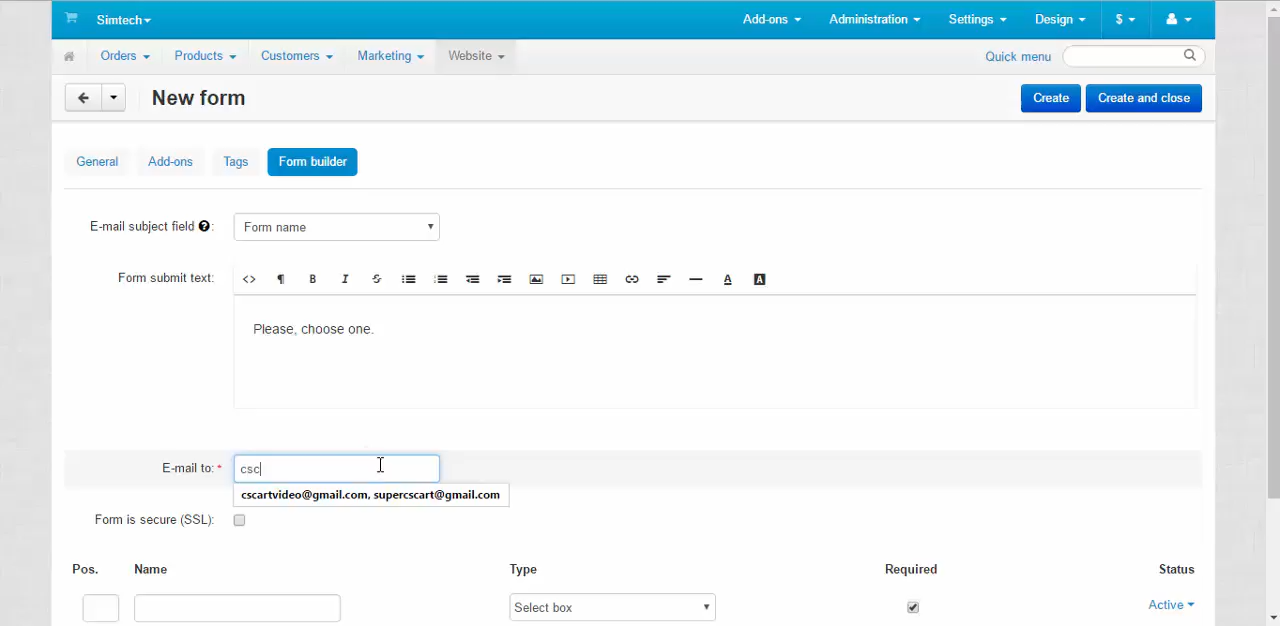 Simtech
Add-ons Administration Settings Design $
Orders Products Customers Marketing Website
Quick menu
New form
Create Create and close
General Add-ons Tags Form builder
E-mail subject field ?: Form name
Form submit text:
<> ¶ B I S A A
Please, choose one.
E-mail to: * csc
cscartvideo@gmail.com, supercscart@gmail.com
Form is secure (SSL):
Pos. Name Type Required Status
Select box Active